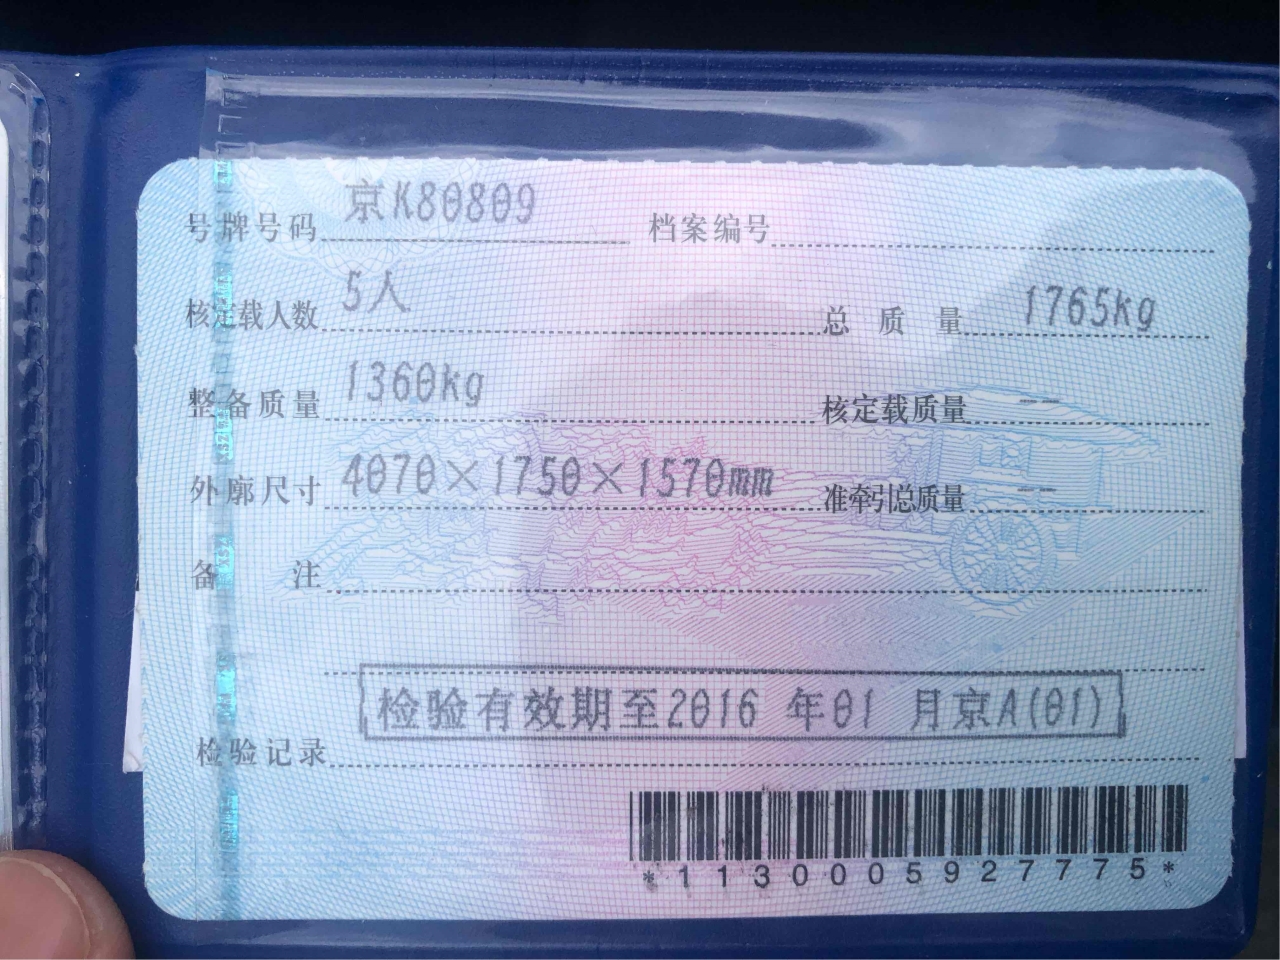 号牌号码 京K80809 档案编号
核定载人数 5人 总质量 1765kg
整备质量 1360kg 核定载质量 --
外廓尺寸 4070×1750×1570mm 准牵引总质量 --
备注
检验有效期至2016 年01 月京A(01)
检验记录
*1130005927775*